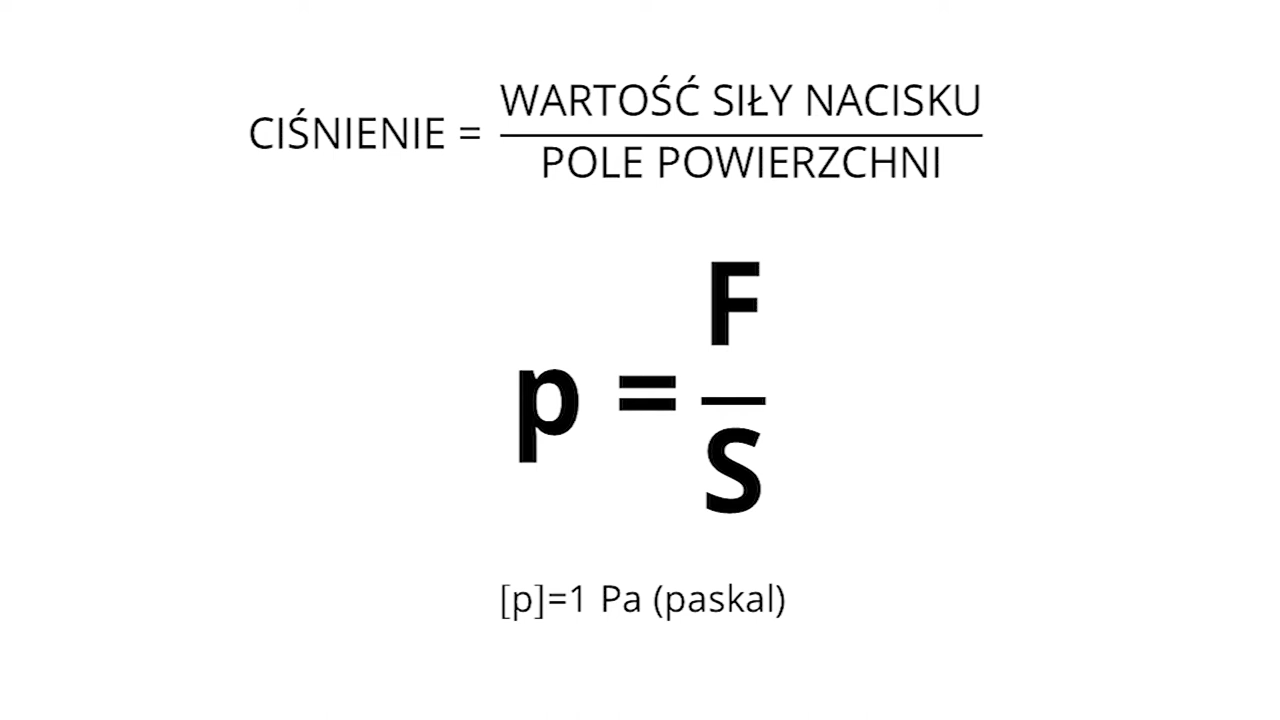 CIŚNIENIE = WARTOŚĆ SIŁY NACISKU
POLE POWIERZCHNI
p = F
S
[p]=1 Pa (paskal)